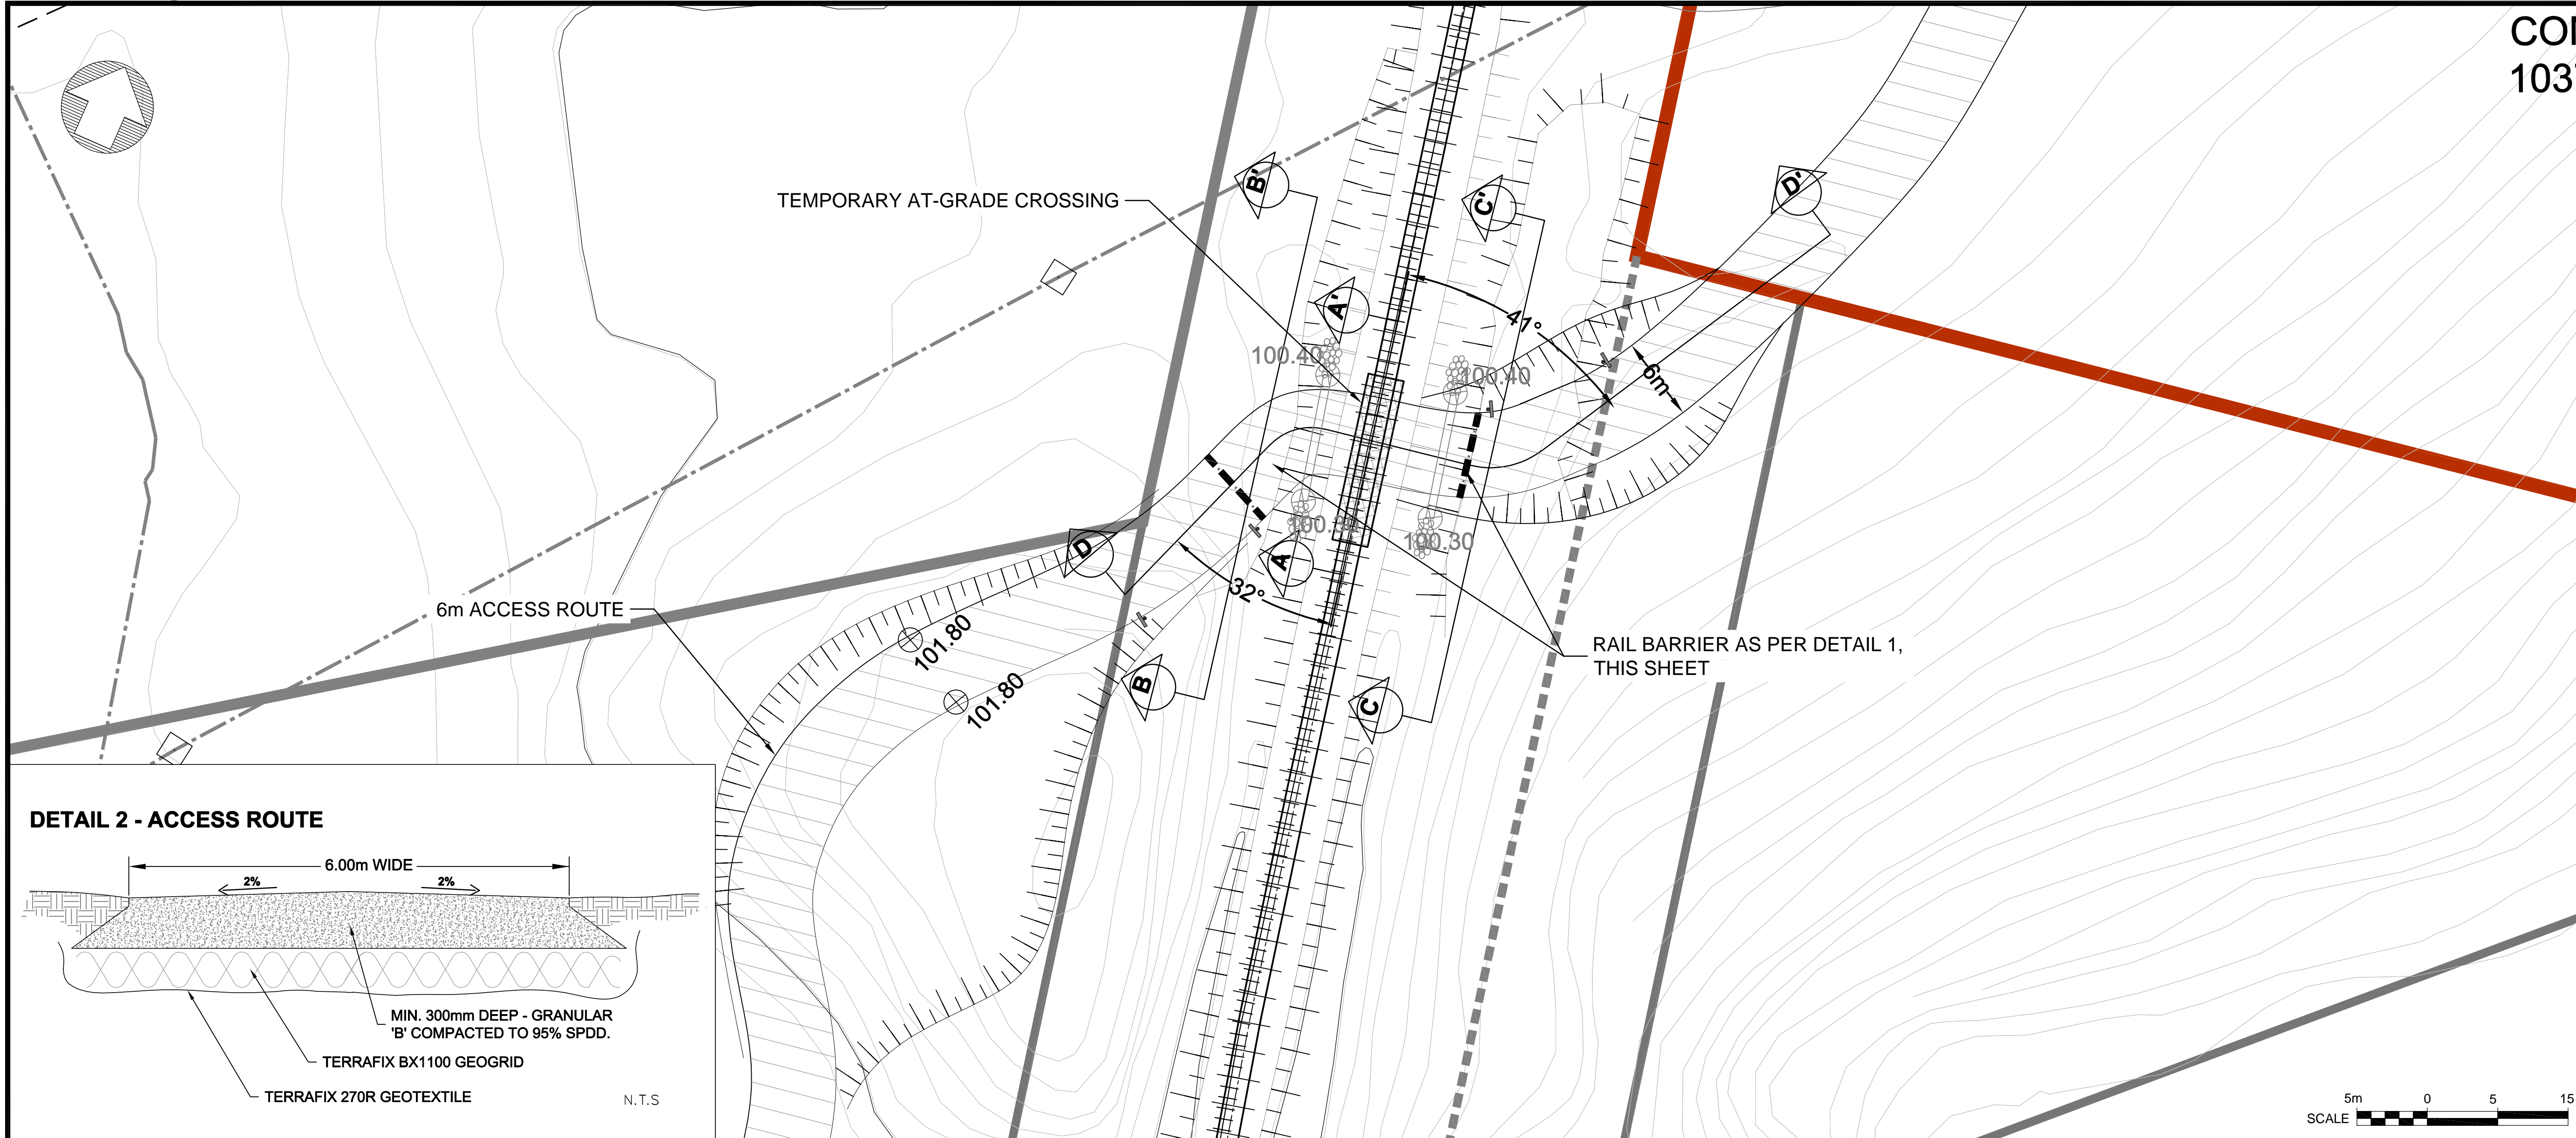 COI
103
B'
C'
D'
TEMPORARY AT-GRADE CROSSING
A'
41°
100.40
100.40
6m
100.30
D
A
32°
6m ACCESS ROUTE
101.80
RAIL BARRIER AS PER DETAIL 1,
THIS SHEET
101.80
B
C
DETAIL 2 - ACCESS ROUTE
6.00m WIDE
2%
2%
MIN. 300mm DEEP - GRANULAR
'B' COMPACTED TO 95% SPDD.
TERRAFIX BX1100 GEOGRID
TERRAFIX 270R GEOTEXTILE
N.T.S
5m 0 5 15
SCALE